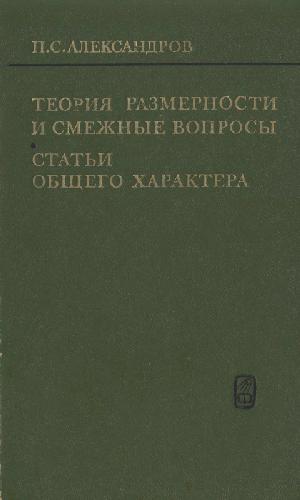 П.С.АЛЕКСАНДРОВ
ТЕОРИЯ РАЗМЕРНОСТИ
И СМЕЖНЫЕ ВОПРОСЫ
СТАТЬИ
ОБЩЕГО ХАРАКТЕРА